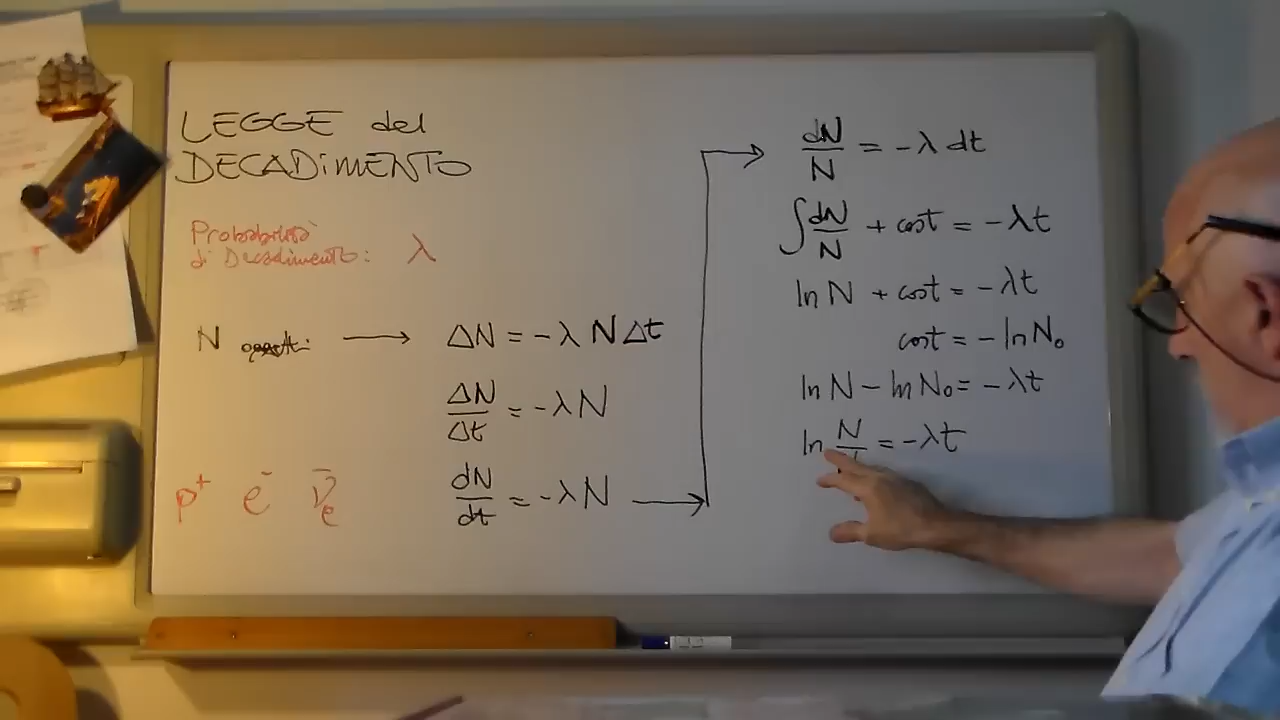 LEGGE del
DECADIMENTO
Probabilità
di Decadimento: λ
N oggetti → ΔN = -λ N Δt
ΔN/Δt = -λ N
dN/dt = -λ N →
p⁺ e⁻ ν̅ₑ
dN/N = -λ dt
∫ dN/N + cost = -λt
ln N + cost = -λt
cost = - ln N₀
ln N - ln N₀ = -λt
ln N/ = -λt